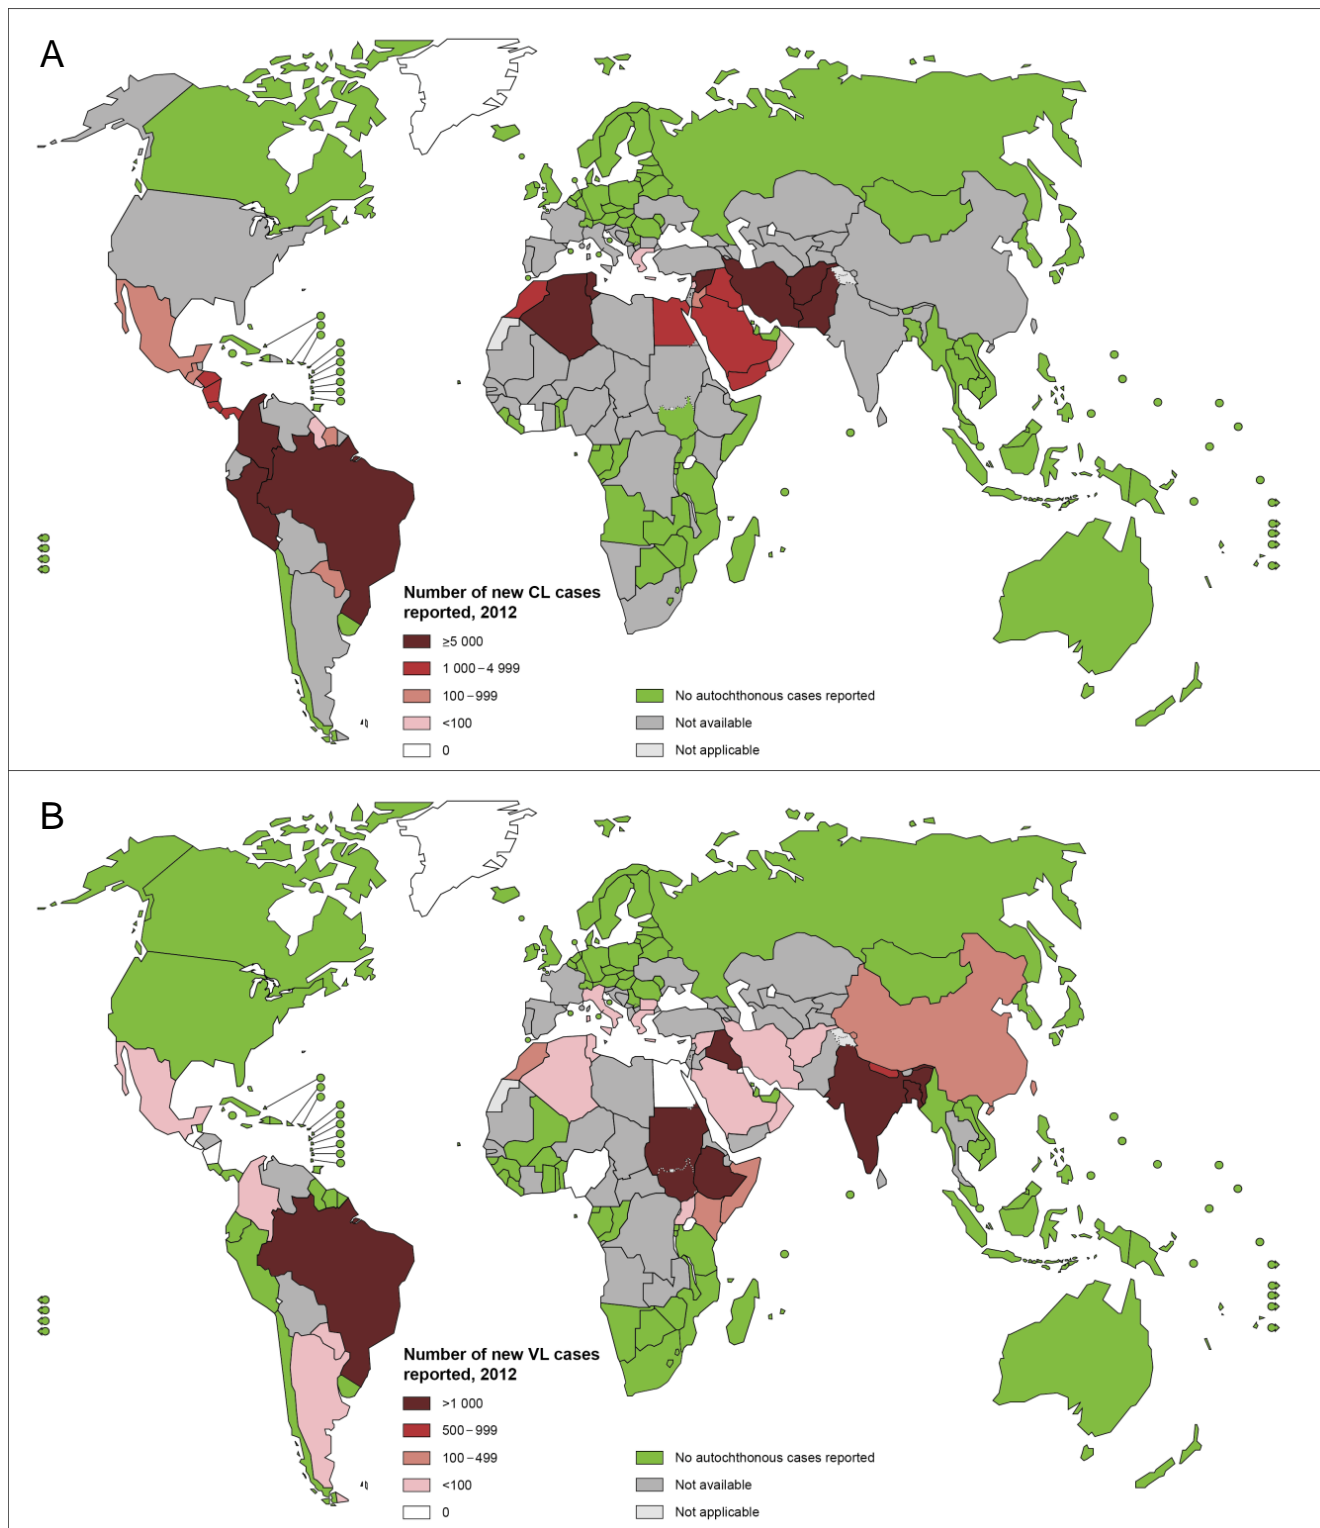 A
Number of new CL cases
reported, 2012
≥5 000
1 000–4 999
100–999
<100
0
No autochthonous cases reported
Not available
Not applicable
B
Number of new VL cases
reported, 2012
>1 000
500–999
100–499
<100
0
No autochthonous cases reported
Not available
Not applicable